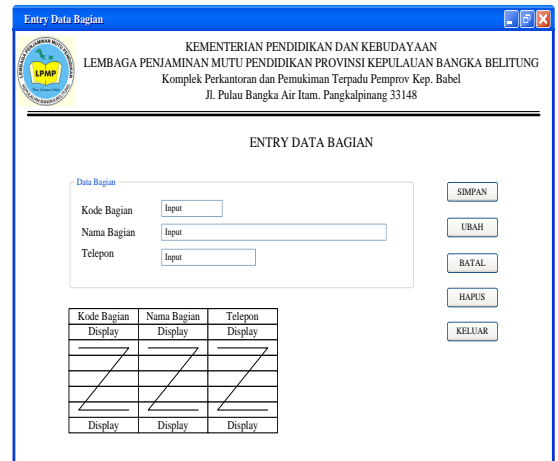 Entry Data Bagian
KEMENTERIAN PENDIDIKAN DAN KEBUDAYAAN
LEMBAGA PENJAMINAN MUTU PENDIDIKAN PROVINSI KEPULAUAN BANGKA BELITUNG
Komplek Perkantoran dan Pemukiman Terpadu Pemprov Kep. Babel
Jl. Pulau Bangka Air Itam. Pangkalpinang 33148
LPMP
ENTRY DATA BAGIAN
Data Bagian
Kode Bagian Input
Nama Bagian Input
Telepon Input
SIMPAN
UBAH
BATAL
HAPUS
KELUAR
Kode Bagian Nama Bagian Telepon
Display Display Display
Display Display Display